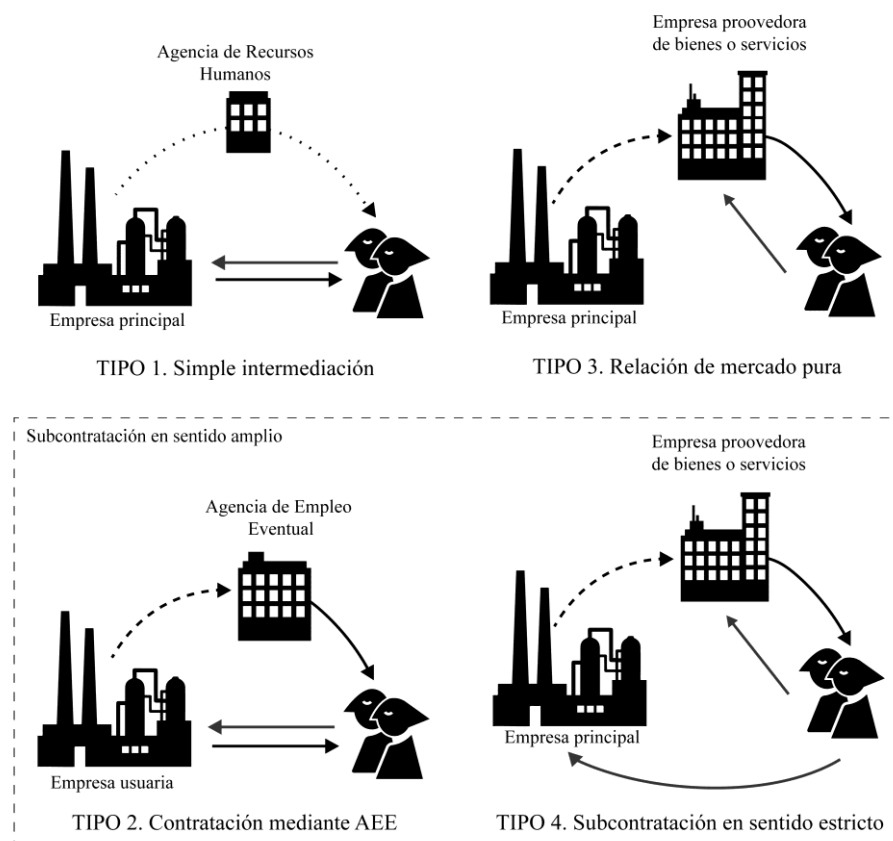 Agencia de Recursos
Humanos
Empresa principal
TIPO 1. Simple intermediación
Empresa proovedora
de bienes o servicios
Empresa principal
TIPO 3. Relación de mercado pura
Subcontratación en sentido amplio
Agencia de Empleo
Eventual
Empresa usuaria
TIPO 2. Contratación mediante AEE
Empresa proovedora
de bienes o servicios
Empresa principal
TIPO 4. Subcontratación en sentido estricto